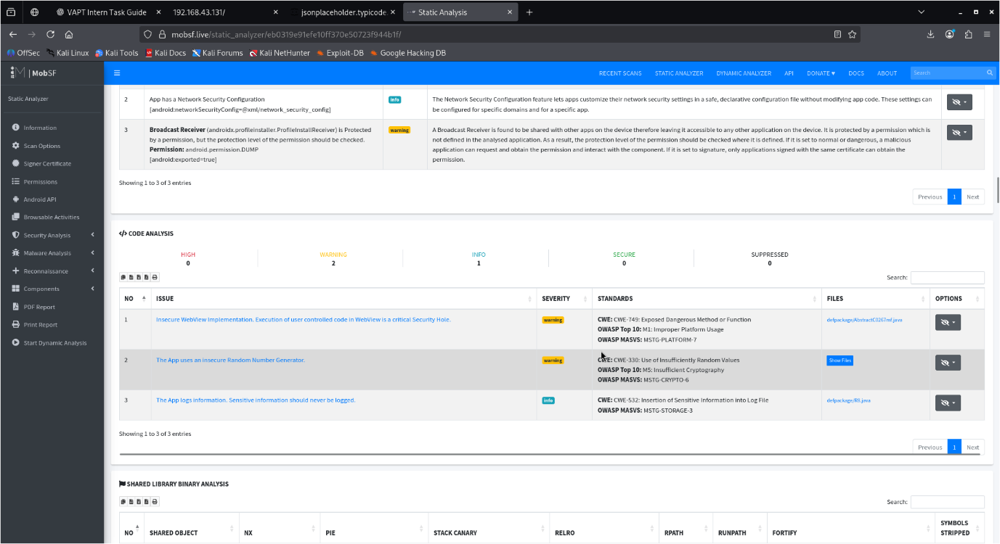 VAPT Intern Task Guide
192.168.43.131/
jsonplaceholder.typicode.
Static Analysis
mobsf.live/static_analyzer/eb0319e91efe10ff370e50723f944b1f/
OffSec
Kali Linux
Kali Tools
Kali Docs
Kali Forums
Kali NetHunter
Exploit-DB
Google Hacking DB
MobSF
RECENT SCANS
STATIC ANALYZER
DYNAMIC ANALYZER
API
DONATE ♥
DOCS
ABOUT
Search
Static Analyzer
Information
Scan Options
Signer Certificate
Permissions
Android API
Browsable Activities
Security Analysis
Malware Analysis
Reconnaissance
Components
PDF Report
Print Report
Start Dynamic Analysis
2
App has a Network Security Configuration
[android:networkSecurityConfig=@xml/network_security_config]
info
The Network Security Configuration feature lets apps customize their network security settings in a safe, declarative configuration file without modifying app code. These settings can
be configured for specific domains and for a specific app.
3
Broadcast Receiver (androidx.profileinstaller.ProfileInstallReceiver) is Protected
by a permission, but the protection level of the permission should be checked.
Permission: android.permission.DUMP
[android:exported=true]
warning
A Broadcast Receiver is found to be shared with other apps on the device therefore leaving it accessible to any other application on the device. It is protected by a permission which is
not defined in the analysed application. As a result, the protection level of the permission should be checked where it is defined. If it is set to normal or dangerous, a malicious
application can request and obtain the permission and interact with the component. If it is set to signature, only applications signed with the same certificate can obtain the
permission.
Showing 1 to 3 of 3 entries
Previous 1 Next
</> CODE ANALYSIS
HIGH
0
WARNING
2
INFO
1
SECURE
0
SUPPRESSED
0
Search:
NO ISSUE SEVERITY STANDARDS FILES OPTIONS
1
Insecure WebView Implementation. Execution of user controlled code in WebView is a critical Security Hole.
warning
CWE: CWE-749: Exposed Dangerous Method or Function
OWASP Top 10: M1: Improper Platform Usage
OWASP MASVS: MSTG-PLATFORM-7
defpackage/AbstractC0267mf.java
2
The App uses an insecure Random Number Generator.
warning
CWE: CWE-330: Use of Insufficiently Random Values
OWASP Top 10: M5: Insufficient Cryptography
OWASP MASVS: MSTG-CRYPTO-6
Show Files
3
The App logs information. Sensitive information should never be logged.
info
CWE: CWE-532: Insertion of Sensitive Information into Log File
OWASP MASVS: MSTG-STORAGE-3
Showing 1 to 3 of 3 entries
Previous 1 Next
SHARED LIBRARY BINARY ANALYSIS
Search:
NO SHARED OBJECT NX PIE STACK CANARY RELRO RPATH RUNPATH FORTIFY SYMBOLS
STRIPPED